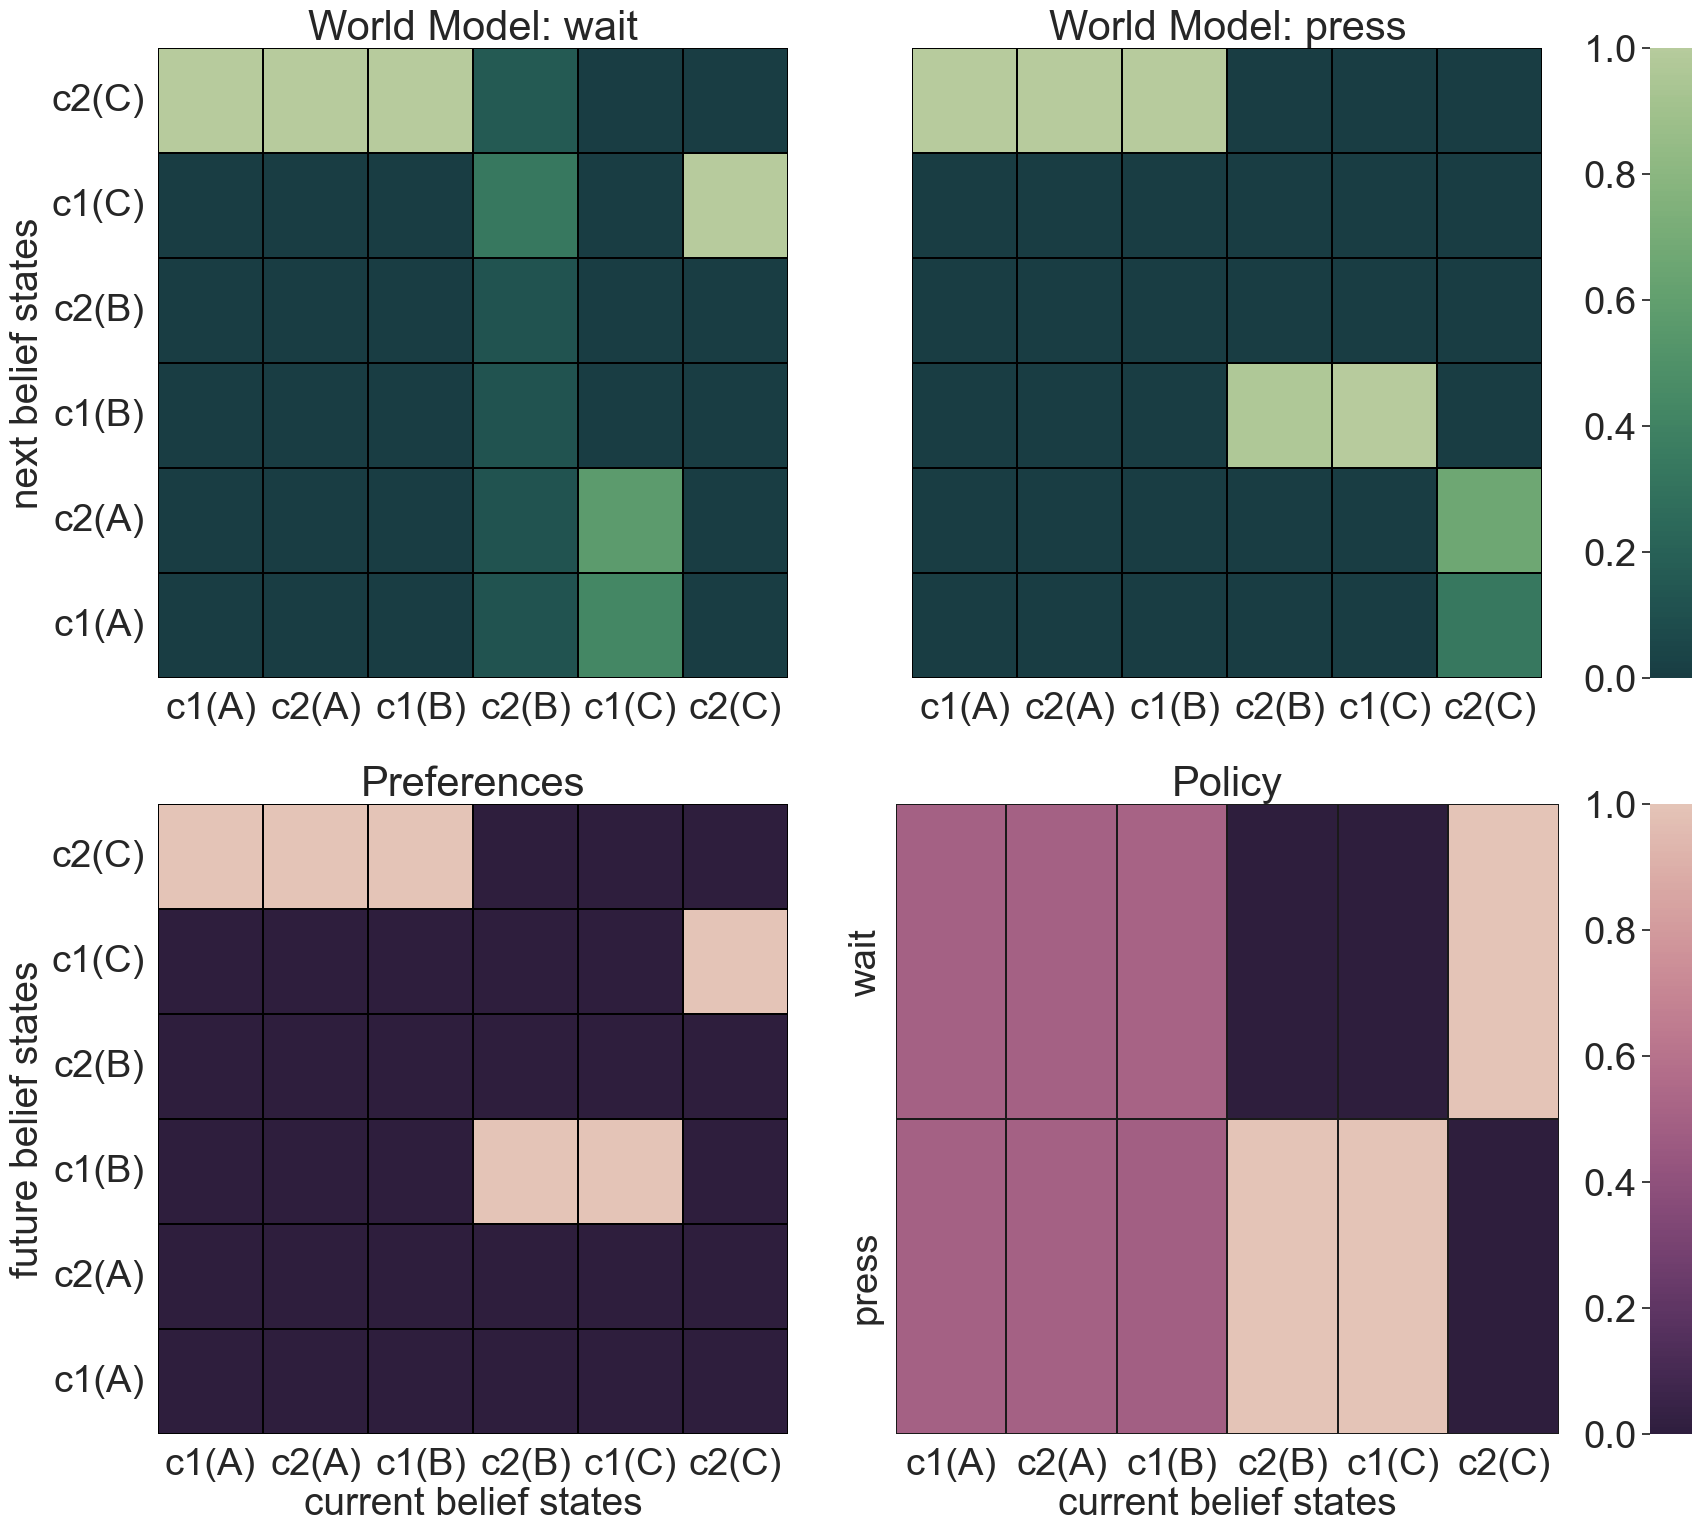 World Model: wait
World Model: press
next belief states
c2(C)
c1(C)
c2(B)
c1(B)
c2(A)
c1(A)
c1(A) c2(A) c1(B) c2(B) c1(C) c2(C)
c1(A) c2(A) c1(B) c2(B) c1(C) c2(C)
1.0
0.8
0.6
0.4
0.2
0.0
Preferences
Policy
future belief states
c2(C)
c1(C)
c2(B)
c1(B)
c2(A)
c1(A)
c1(A) c2(A) c1(B) c2(B) c1(C) c2(C)
current belief states
wait
press
c1(A) c2(A) c1(B) c2(B) c1(C) c2(C)
current belief states
1.0
0.8
0.6
0.4
0.2
0.0